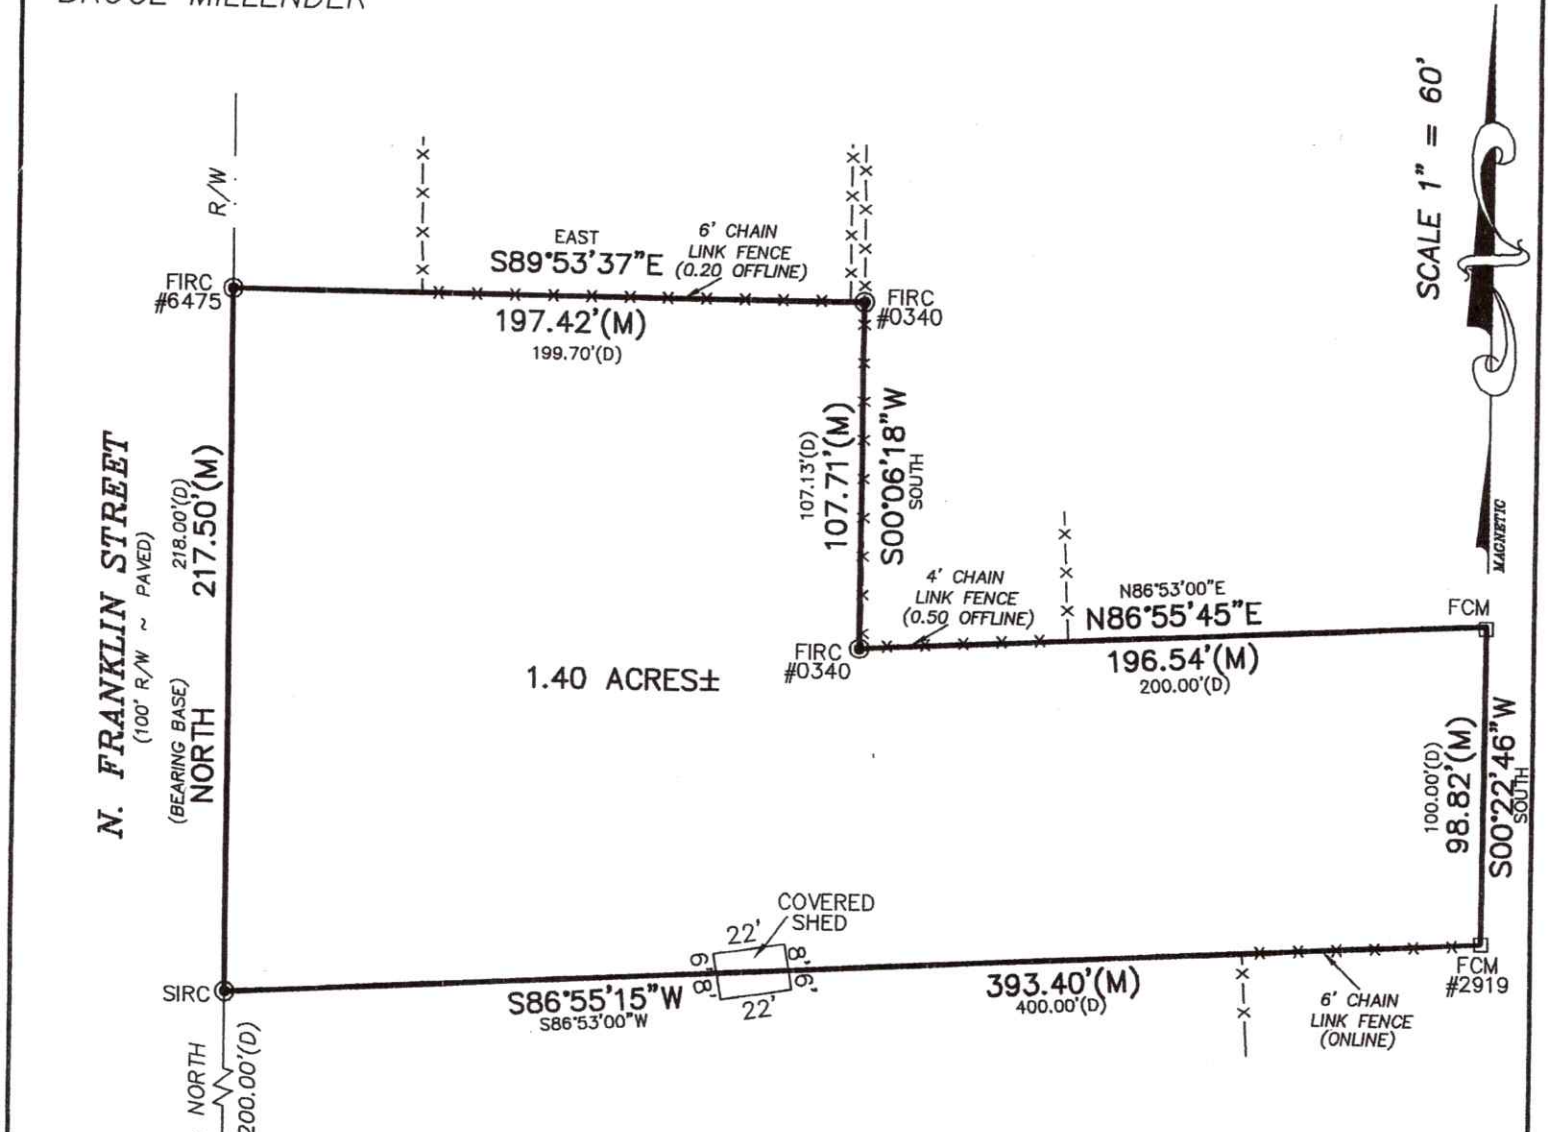 SCALE 1" = 60'
MAGNETIC
R/W
FIRC
#6475
EAST
S89°53'37"E
197.42'(M)
199.70'(D)
6' CHAIN
LINK FENCE
(0.20 OFFLINE)
FIRC
#0340
107.13'(D)
107.71'(M)
S00°06'18"W
SOUTH
N. FRANKLIN STREET
(100' R/W ~ PAVED)
218.00'(D)
217.50'(M)
(BEARING BASE)
NORTH
4' CHAIN
LINK FENCE
(0.50 OFFLINE)
N86°53'00"E
N86°55'45"E
196.54'(M)
200.00'(D)
FCM
FIRC
#0340
1.40 ACRES±
100.00'(D)
98.82'(M)
S00°22'46"W
SOUTH
COVERED
SHED
22'
6'
8'
8'
6'
22'
SIRC
S86°55'15"W
S86°53'00"W
393.40'(M)
400.00'(D)
FCM
#2919
6' CHAIN
LINK FENCE
(ONLINE)
NORTH
200.00'(D)